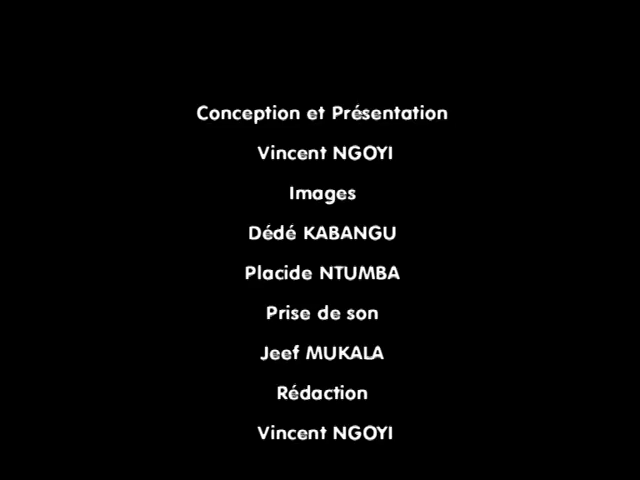 Conception et Présentation
Vincent NGOYI
Images
Dédé KABANGU
Placide NTUMBA
Prise de son
Jeef MUKALA
Rédaction
Vincent NGOYI